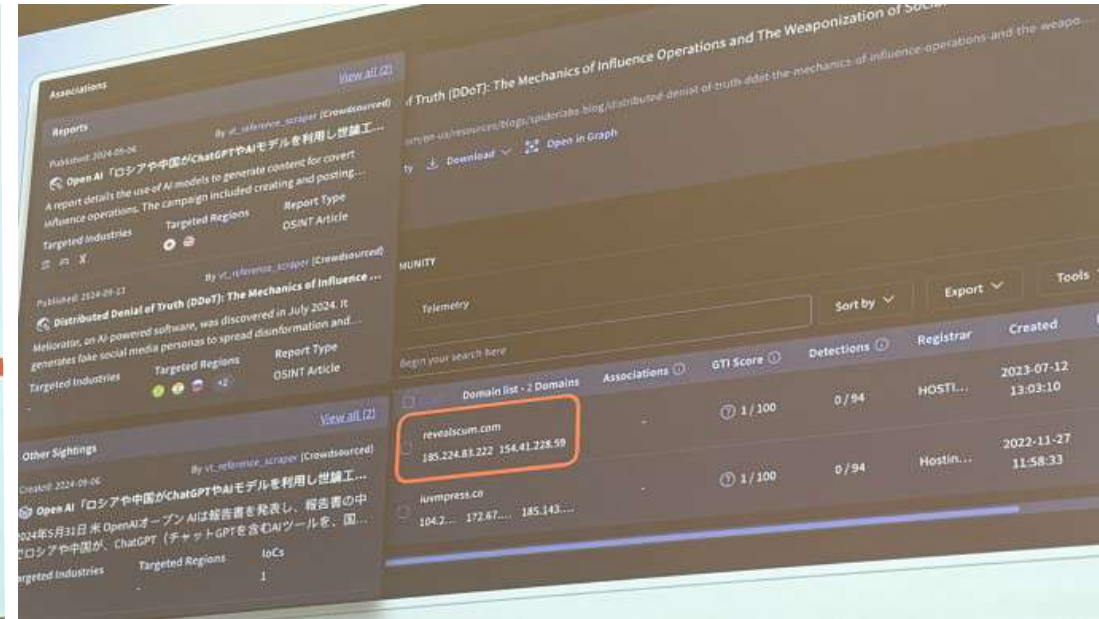 Associations
View all (2)
Reports
By vt_reference_scraper (Crowdsourced)
Published: 2024-09-06
Open AI「ロシアや中国がChatGPTやAIモデルを利用し世論工...
A report details the use of AI models to generate content for covert
influence operations. The campaign included creating and posting...
Targeted Industries
Targeted Regions
Report Type
OSINT Article
By vt_reference_scraper (Crowdsourced)
Published: 2024-09-13
Distributed Denial of Truth (DDoT): The Mechanics of Influence ...
Meliorator, an AI-powered software, was discovered in July 2024. It
generates fake social media personas to spread disinformation and...
Targeted Industries
Targeted Regions
Report Type
-
+2
OSINT Article
Other Sightings
View all (2)
By vt_reference_scraper (Crowdsourced)
Created: 2024-09-06
Open AI「ロシアや中国がChatGPTやAIモデルを利用し世論工...
2024年5月31日 米 OpenAIオープン AIは報告書を発表し、報告書の中
でロシアや中国が、ChatGPT（チャットGPTを含むAIツールを、国...
argeted Industries
Targeted Regions
IoCs
-
1
f Truth (DDoT): The Mechanics of Influence Operations and The Weaponization of Social
om/en-us/resources/blogs/spiderlabs-blog/distributed-denial-of-truth-ddot-the-mechanics-of-influence-operations-and-the-weapo...
ty
Download
Open in Graph
MUNITY
Telemetry
Begin your search here
Sort by
Export
Tools
Domain list - 2 Domains
Associations
GTI Score
Detections
Registrar
Created
revealscum.com
185.224.83.222 154.41.228.59
-
1 / 100
0 / 94
HOSTI...
2023-07-12
13:03:10
iuvmpress.co
104.2... 172.67.... 185.143....
-
1 / 100
0 / 94
Hostin...
2022-11-27
11:58:33